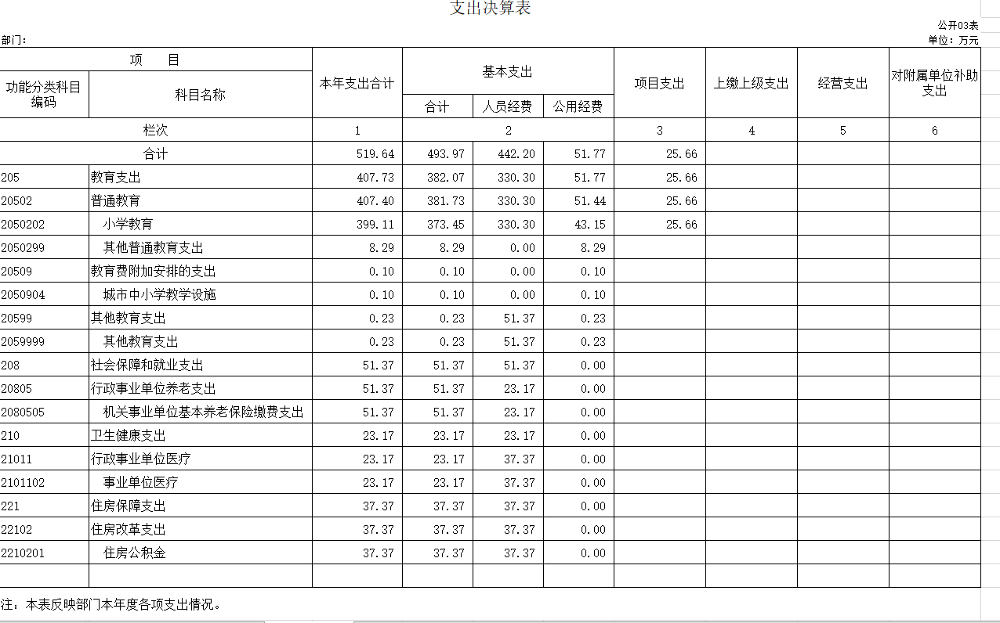 支出决算表
公开03表
部门： 单位：万元
项 目 本年支出合计 基本支出 项目支出 上缴上级支出 经营支出 对附属单位补助
支出
功能分类科目
编码 科目名称
合计 人员经费 公用经费
栏次 1 2 3 4 5 6
合计 519.64 493.97 442.20 51.77 25.66
205 教育支出 407.73 382.07 330.30 51.77 25.66
20502 普通教育 407.40 381.73 330.30 51.44 25.66
2050202 小学教育 399.11 373.45 330.30 43.15 25.66
2050299 其他普通教育支出 8.29 8.29 0.00 8.29
20509 教育费附加安排的支出 0.10 0.10 0.00 0.10
2050904 城市中小学教学设施 0.10 0.10 0.00 0.10
20599 其他教育支出 0.23 0.23 51.37 0.23
2059999 其他教育支出 0.23 0.23 51.37 0.23
208 社会保障和就业支出 51.37 51.37 51.37 0.00
20805 行政事业单位养老支出 51.37 51.37 23.17 0.00
2080505 机关事业单位基本养老保险缴费支出 51.37 51.37 23.17 0.00
210 卫生健康支出 23.17 23.17 23.17 0.00
21011 行政事业单位医疗 23.17 23.17 37.37 0.00
2101102 事业单位医疗 23.17 23.17 37.37 0.00
221 住房保障支出 37.37 37.37 37.37 0.00
22102 住房改革支出 37.37 37.37 37.37 0.00
2210201 住房公积金 37.37 37.37 37.37 0.00
注：本表反映部门本年度各项支出情况。